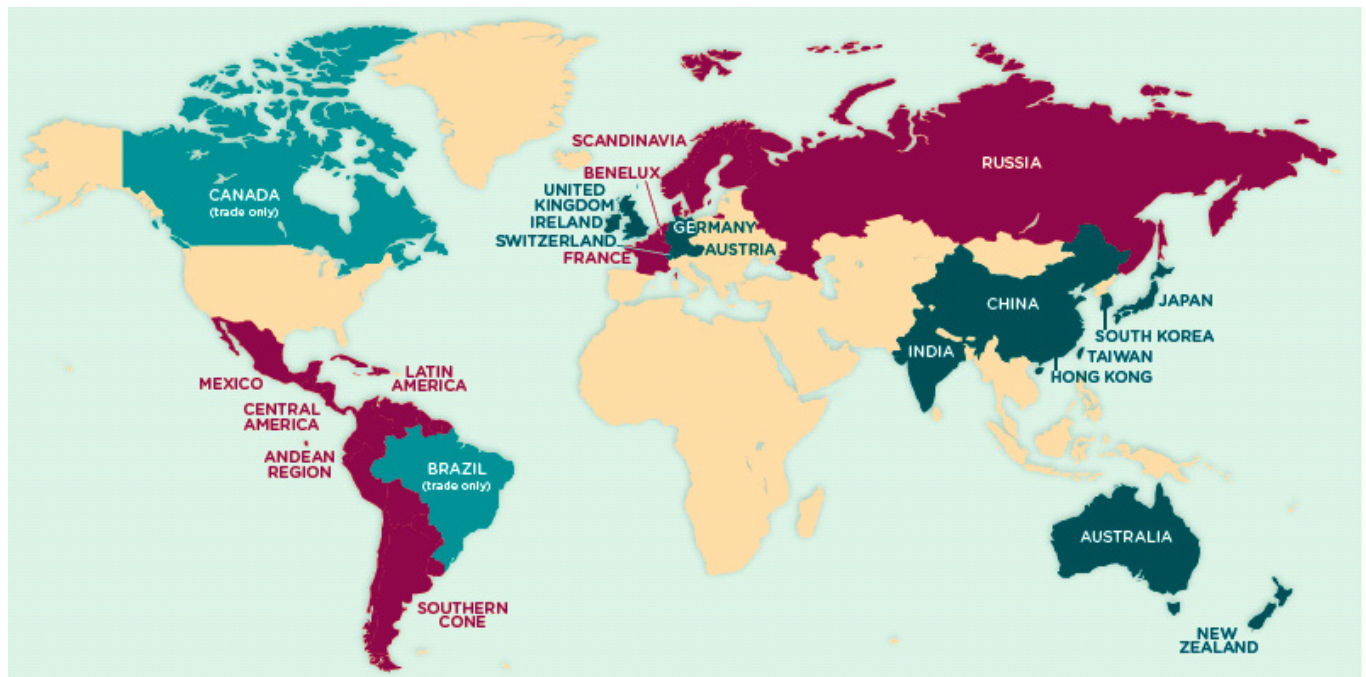 CANADA
(trade only)
SCANDINAVIA
BENELUX
UNITED
KINGDOM
IRELAND
SWITZERLAND
FRANCE
GERMANY
AUSTRIA
RUSSIA
CHINA
JAPAN
SOUTH KOREA
TAIWAN
HONG KONG
INDIA
MEXICO
LATIN
AMERICA
CENTRAL
AMERICA
ANDEAN
REGION
BRAZIL
(trade only)
SOUTHERN
CONE
AUSTRALIA
NEW
ZEALAND